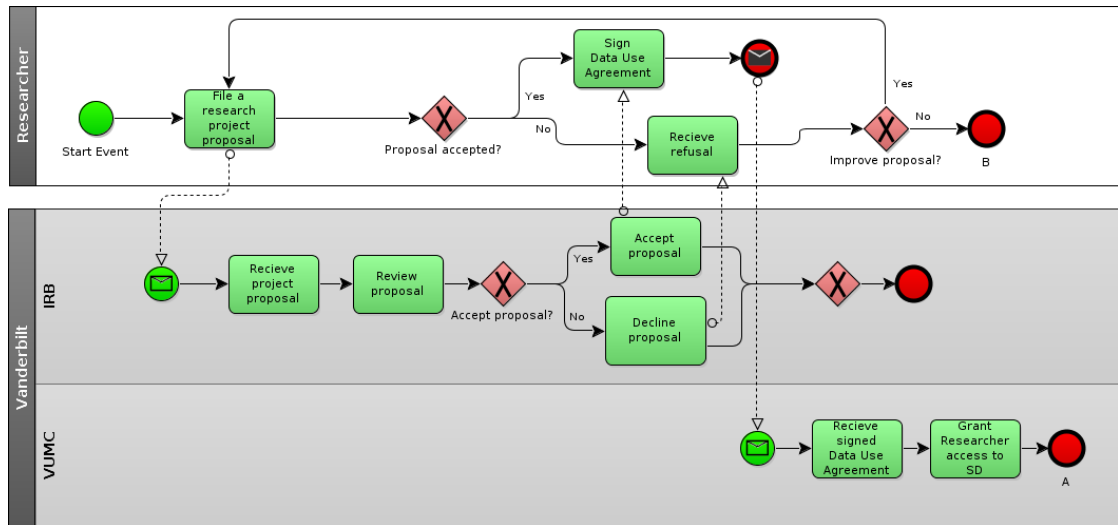 Researcher
Start Event
File a
research
project
proposal
Proposal accepted?
Yes
No
Sign
Data Use
Agreement
Recieve
refusal
Improve proposal?
Yes
No
B
Vanderbilt
IRB
Recieve
project
proposal
Review
proposal
Accept proposal?
Yes
No
Accept
proposal
Decline
proposal
VUMC
Recieve
signed
Data Use
Agreement
Grant
Researcher
access to
SD
A